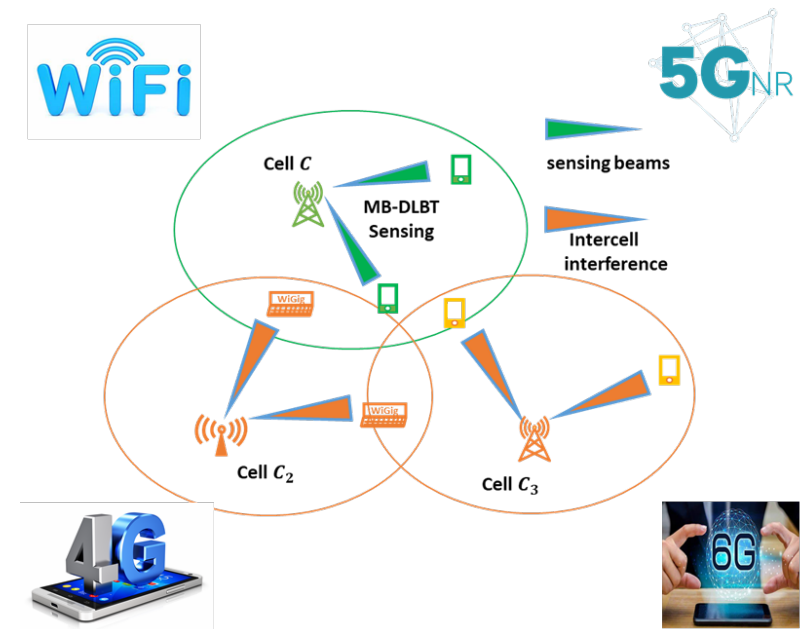 WiFi
5G NR
Cell C
MB-DLBT
Sensing
sensing beams
Intercell
interference
WiGig
WiGig
Cell C₂
Cell C₃
4G
6G